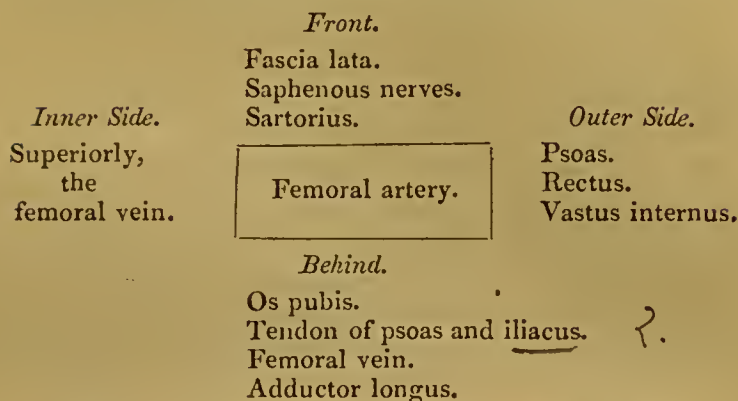 Front.
Fascia lata.
Saphenous nerves.
Sartorius.
Inner Side.
Superiorly,
the
femoral vein.
Femoral artery.
Outer Side.
Psoas.
Rectus.
Vastus internus.
Behind.
Os pubis.
Tendon of psoas and iliacus. ?.
Femoral vein.
Adductor longus.